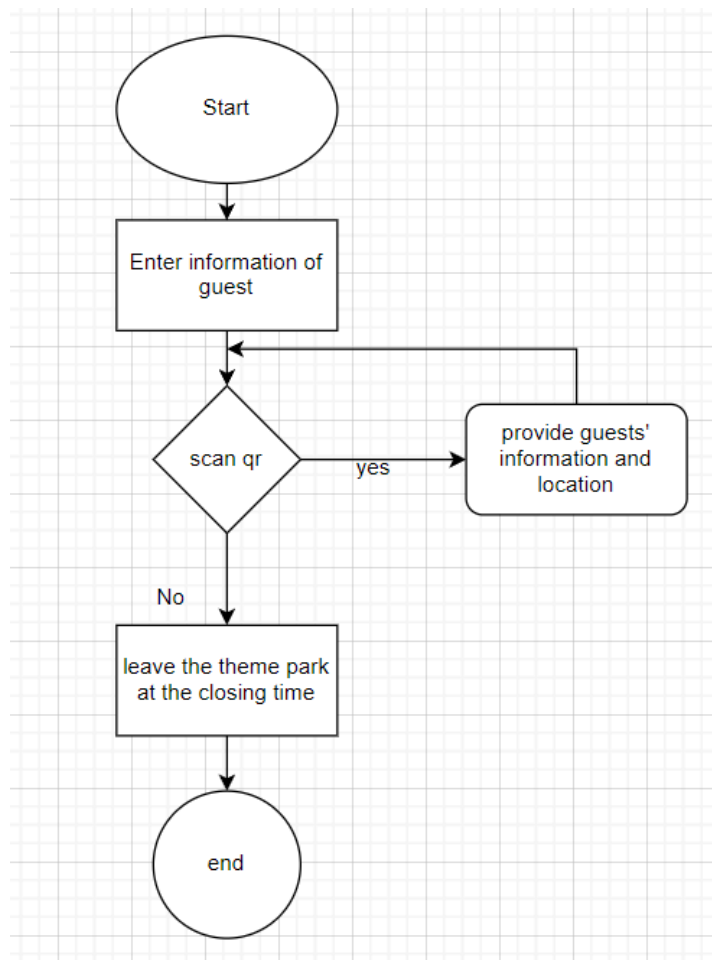 Start
Enter information of
guest
scan qr
yes
provide guests'
information and
location
No
leave the theme park
at the closing time
end